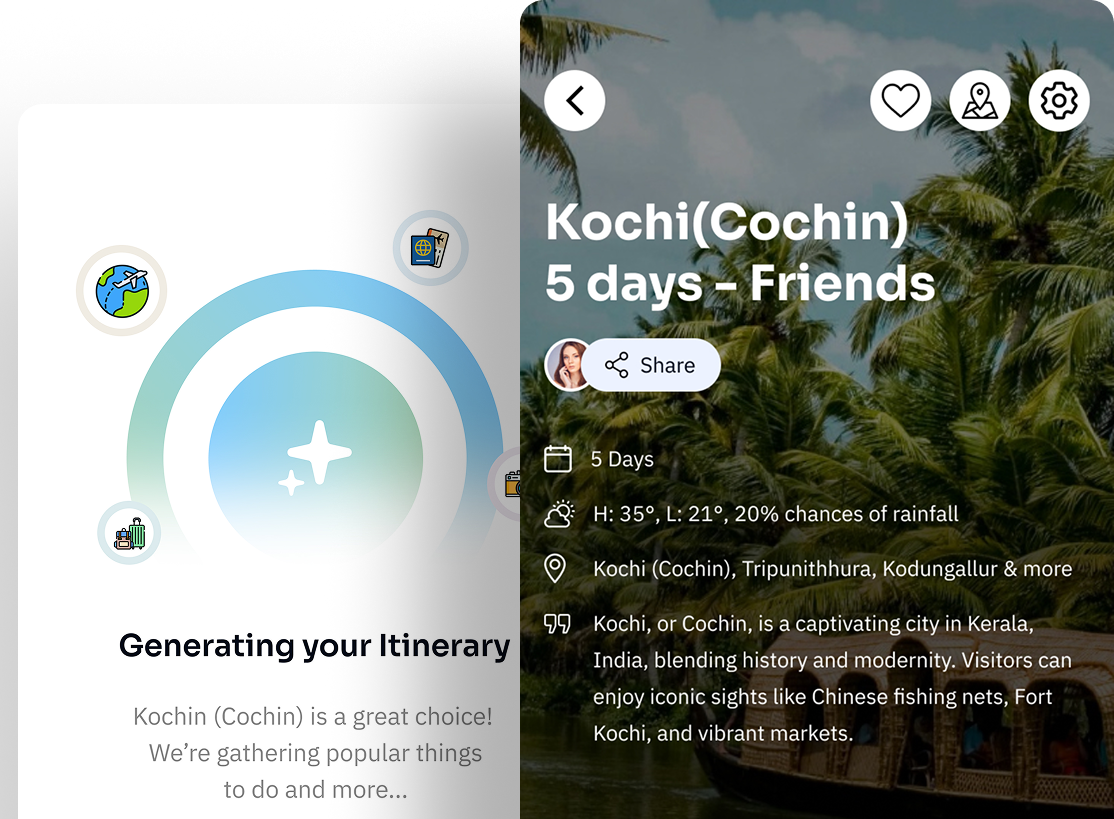 Generating your Itinerary
Kochin (Cochin) is a great choice!
We’re gathering popular things
to do and more...
Kochi(Cochin)
5 days – Friends
Share
5 Days
H: 35°, L: 21°, 20% chances of rainfall
Kochi (Cochin), Tripunithhura, Kodungallur & more
Kochi, or Cochin, is a captivating city in Kerala,
India, blending history and modernity. Visitors can
enjoy iconic sights like Chinese fishing nets, Fort
Kochi, and vibrant markets.